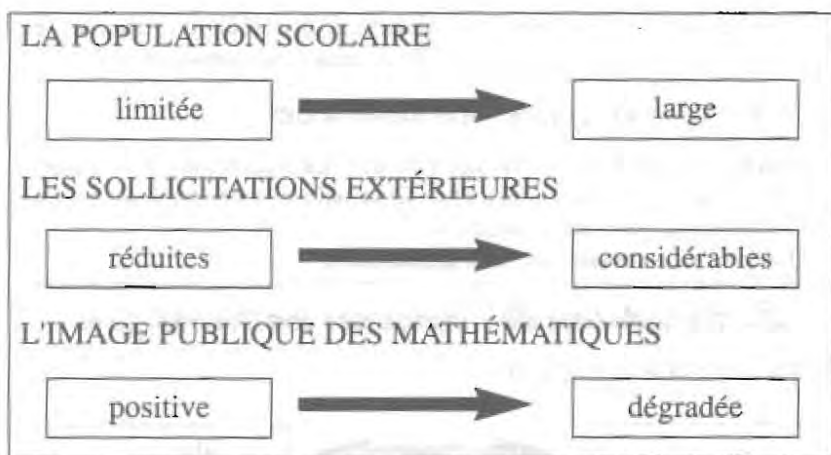 LA POPULATION SCOLAIRE
limitée large
LES SOLLICITATIONS EXTÉRIEURES
réduites considérables
L'IMAGE PUBLIQUE DES MATHÉMATIQUES
positive dégradée